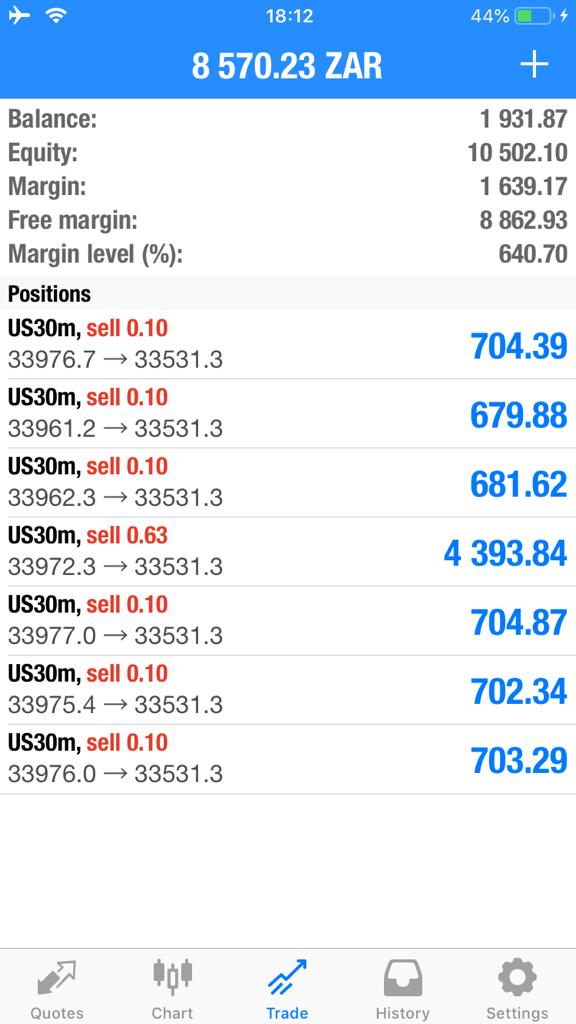 18:12
44%
8 570.23 ZAR
Balance: 1 931.87
Equity: 10 502.10
Margin: 1 639.17
Free margin: 8 862.93
Margin level (%): 640.70
Positions
US30m, sell 0.10
33976.7 → 33531.3
704.39
US30m, sell 0.10
33961.2 → 33531.3
679.88
US30m, sell 0.10
33962.3 → 33531.3
681.62
US30m, sell 0.63
33972.3 → 33531.3
4 393.84
US30m, sell 0.10
33977.0 → 33531.3
704.87
US30m, sell 0.10
33975.4 → 33531.3
702.34
US30m, sell 0.10
33976.0 → 33531.3
703.29
Quotes Chart Trade History Settings